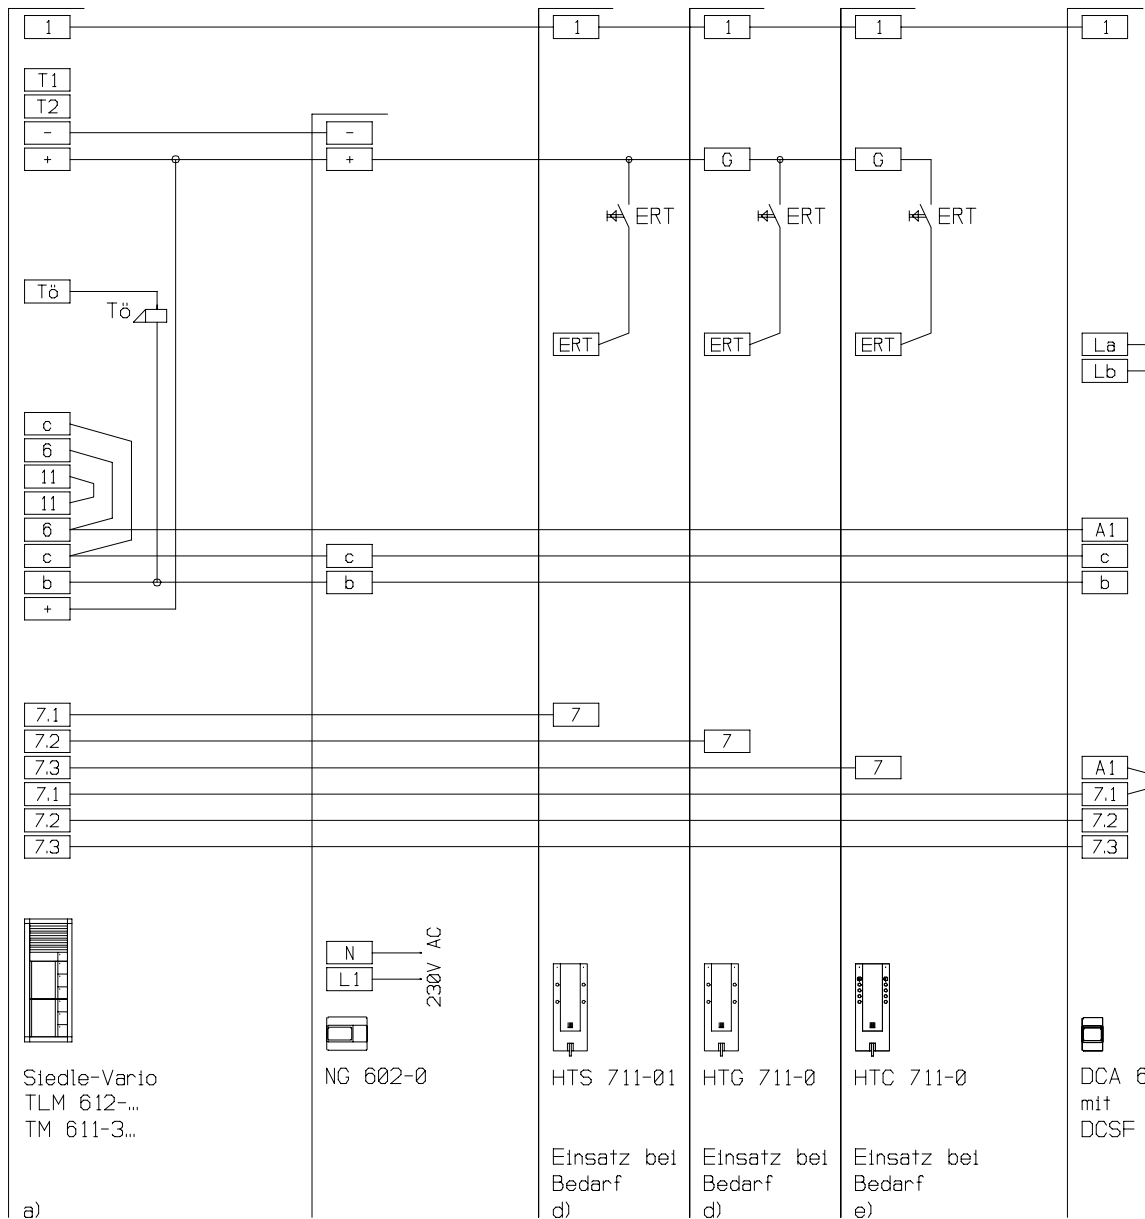 1 1 1 1 1
T1
T2
- -
+ + G G
ERT ERT ERT
Tö
Tö
ERT ERT ERT La
Lb
c
6
11
11
6 A1
c c c
b b b
+
7.1 7
7.2 7
7.3 7 A1
7.1 7.1
7.2 7.2
7.3 7.3
N
L1
230V AC
Siedle-Vario
TLM 612-...
TM 611-3...
a)
NG 602-0
HTS 711-01
Einsatz bei
Bedarf
d)
HTG 711-0
Einsatz bei
Bedarf
d)
HTC 711-0
Einsatz bei
Bedarf
e)
DCA 6
mit
DCSF